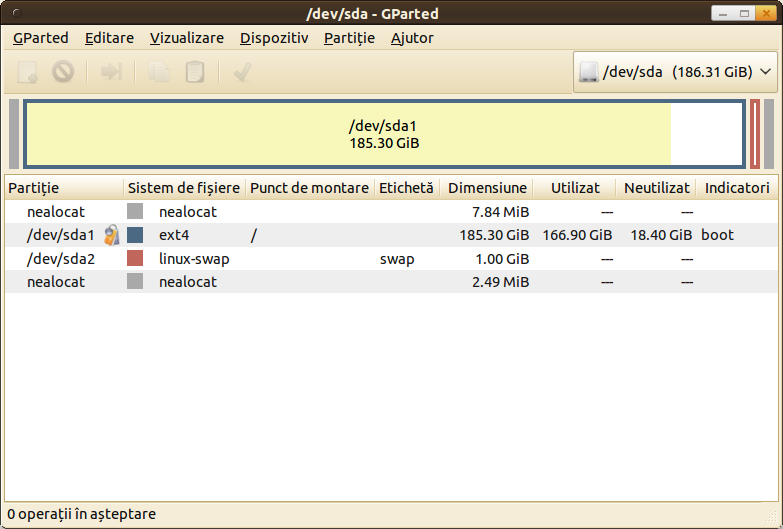 /dev/sda - GParted
GParted Editare Vizualizare Dispozitiv Partiție Ajutor
/dev/sda (186.31 GiB)
/dev/sda1
185.30 GiB
Partiție Sistem de fișiere Punct de montare Etichetă Dimensiune Utilizat Neutilizat Indicatori
nealocat nealocat 7.84 MiB --- ---
/dev/sda1 ext4 / 185.30 GiB 166.90 GiB 18.40 GiB boot
/dev/sda2 linux-swap swap 1.00 GiB --- ---
nealocat nealocat 2.49 MiB --- ---
0 operații în așteptare